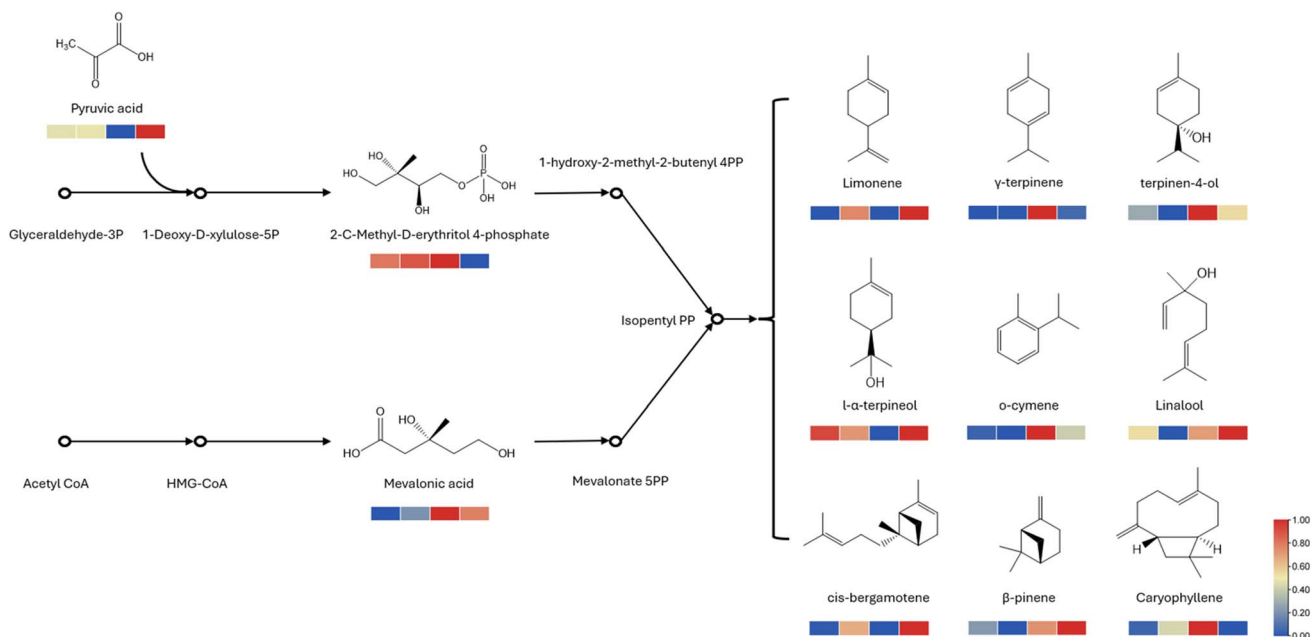 O
H₃C
OH
O
Pyruvic acid
Glyceraldehyde-3P
1-Deoxy-D-xylulose-5P
HO
HO
O
O
P
OH
OH
OH
2-C-Methyl-D-erythritol 4-phosphate
1-hydroxy-2-methyl-2-butenyl 4PP
Isopentyl PP
Acetyl CoA
HMG-CoA
O
HO
HO
OH
Mevalonic acid
Mevalonate 5PP
Limonene
γ-terpinene
OH
terpinen-4-ol
OH
l-α-terpineol
o-cymene
OH
Linalool
cis-bergamotene
β-pinene
H
H
Caryophyllene
1.00
0.80
0.60
0.40
0.20
0.00